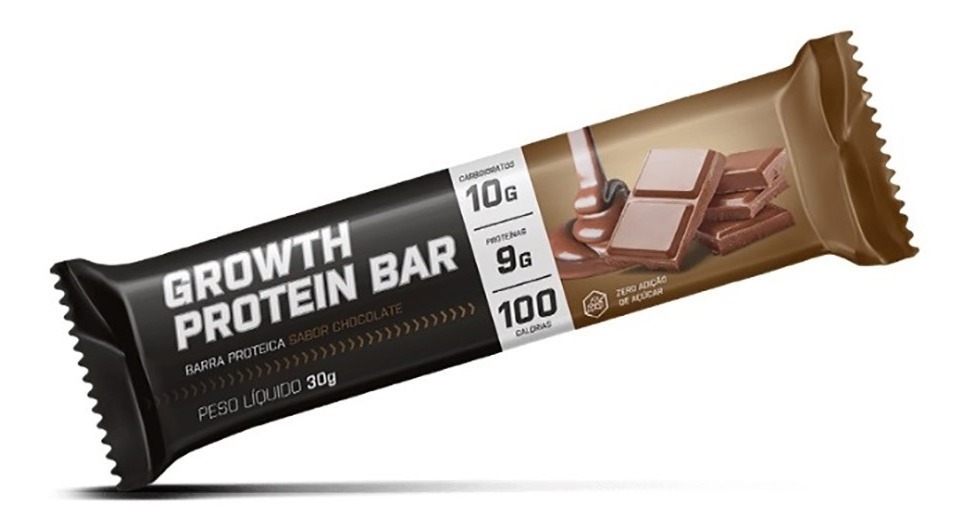 GROWTH
PROTEIN BAR
BARRA PROTEICA SABOR CHOCOLATE
PESO LÍQUIDO 30g
CARBOIDRATOS
10G
PROTEÍNAS
9G
100
CALORIAS
ZERO ADIÇÃO
DE AÇÚCAR